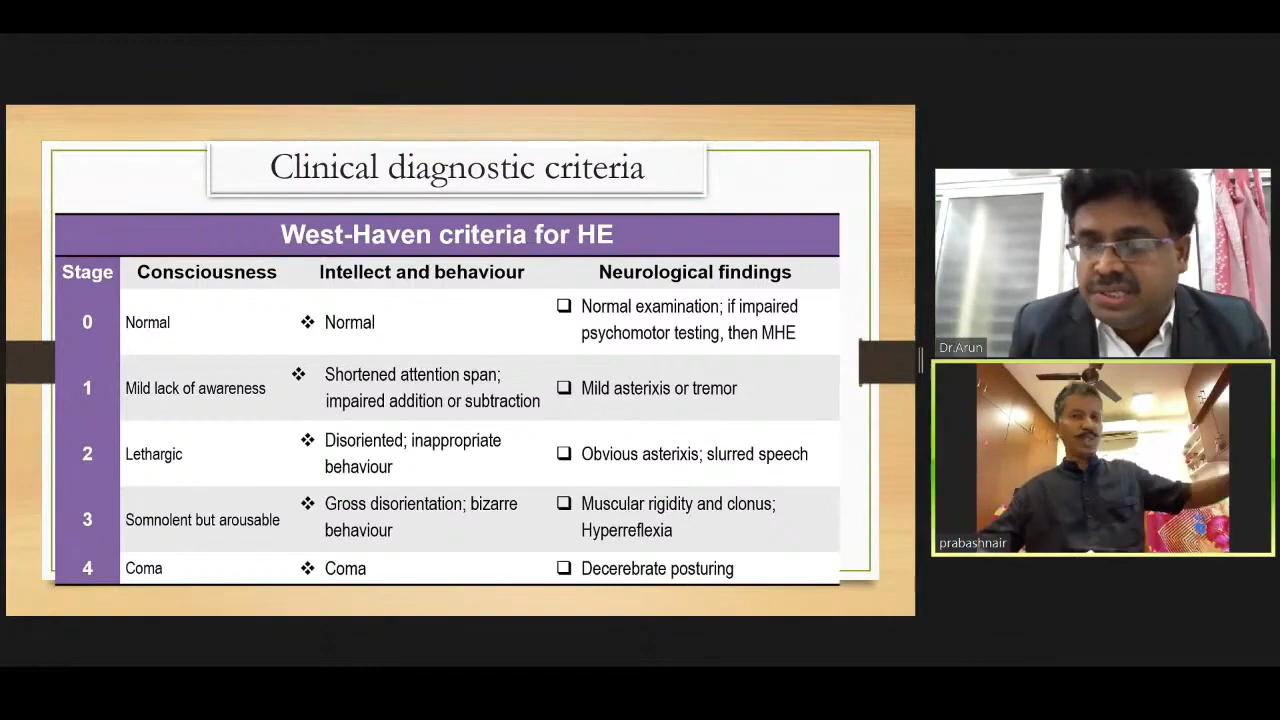 Clinical diagnostic criteria
West-Haven criteria for HE
Stage Consciousness Intellect and behaviour Neurological findings
0 Normal Normal Normal examination; if impaired
psychomotor testing, then MHE
1 Mild lack of awareness Shortened attention span;
impaired addition or subtraction Mild asterixis or tremor
2 Lethargic Disoriented; inappropriate
behaviour Obvious asterixis; slurred speech
3 Somnolent but arousable Gross disorientation; bizarre
behaviour Muscular rigidity and clonus;
Hyperreflexia
4 Coma Coma Decerebrate posturing
Dr.Arun
prabashnair